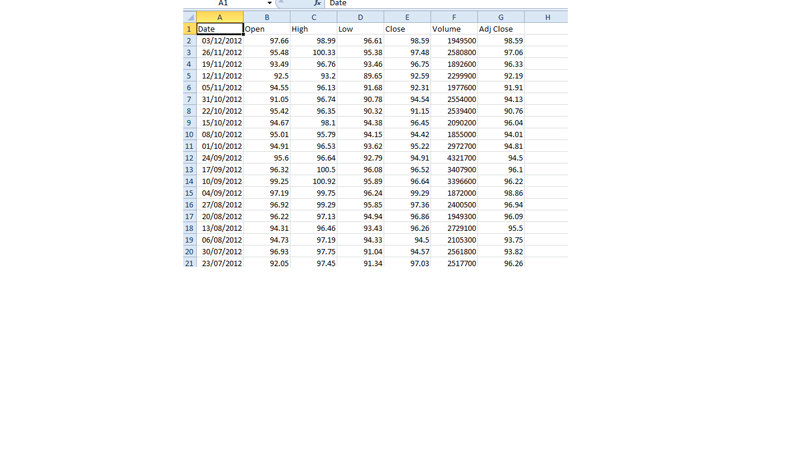 A1 fx Date
A B C D E F G H
1 Date Open High Low Close Volume Adj Close
2 03/12/2012 97.66 98.99 96.61 98.59 1949500 98.59
3 26/11/2012 95.48 100.33 95.38 97.48 2580800 97.06
4 19/11/2012 93.49 96.76 93.46 96.75 1892600 96.33
5 12/11/2012 92.5 93.2 89.65 92.59 2299900 92.19
6 05/11/2012 94.55 96.13 91.68 92.31 1977600 91.91
7 31/10/2012 91.05 96.74 90.78 94.54 2554000 94.13
8 22/10/2012 95.42 96.35 90.32 91.15 2539400 90.76
9 15/10/2012 94.67 98.1 94.38 96.45 2090200 96.04
10 08/10/2012 95.01 95.79 94.15 94.42 1855000 94.01
11 01/10/2012 94.91 96.53 93.62 95.22 2972700 94.81
12 24/09/2012 95.6 96.64 92.79 94.91 4321700 94.5
13 17/09/2012 96.32 100.5 96.08 96.52 3407900 96.1
14 10/09/2012 99.25 100.92 95.89 96.64 3396600 96.22
15 04/09/2012 97.19 99.75 96.24 99.29 1872000 98.86
16 27/08/2012 96.92 99.29 95.85 97.36 2400500 96.94
17 20/08/2012 96.22 97.13 94.94 96.86 1949300 96.09
18 13/08/2012 94.31 96.46 93.43 96.26 2729100 95.5
19 06/08/2012 94.73 97.19 94.33 94.5 2105300 93.75
20 30/07/2012 96.93 97.75 91.04 94.57 2561800 93.82
21 23/07/2012 92.05 97.45 91.34 97.03 2517700 96.26